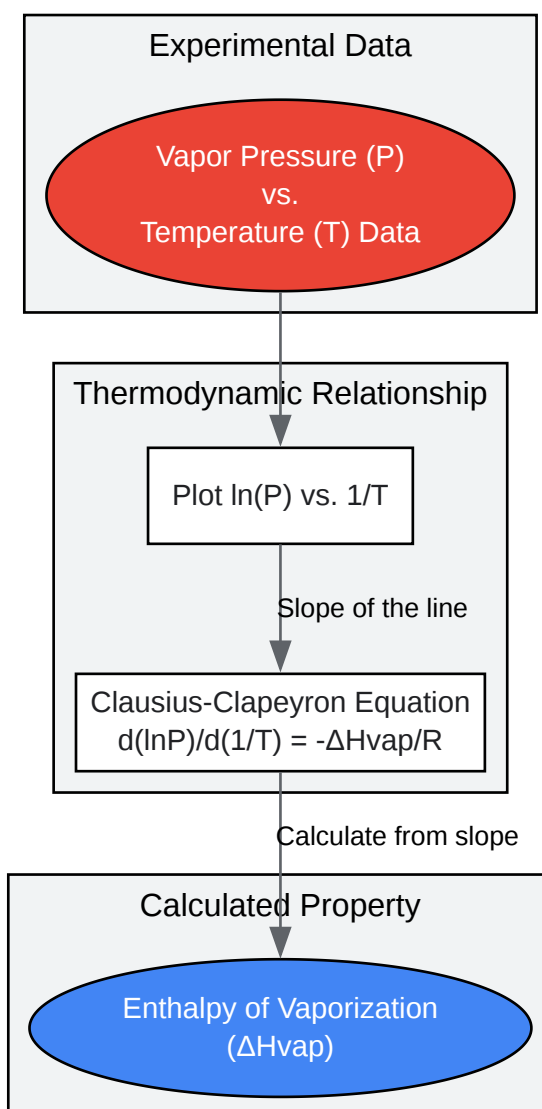 Experimental Data
Vapor Pressure (P)
vs.
Temperature (T) Data
Thermodynamic Relationship
Plot ln(P) vs. 1/T
Slope of the line
Clausius-Clapeyron Equation
d(lnP)/d(1/T) = -ΔHvap/R
Calculate from slope
Calculated Property
Enthalpy of Vaporization
(ΔHvap)